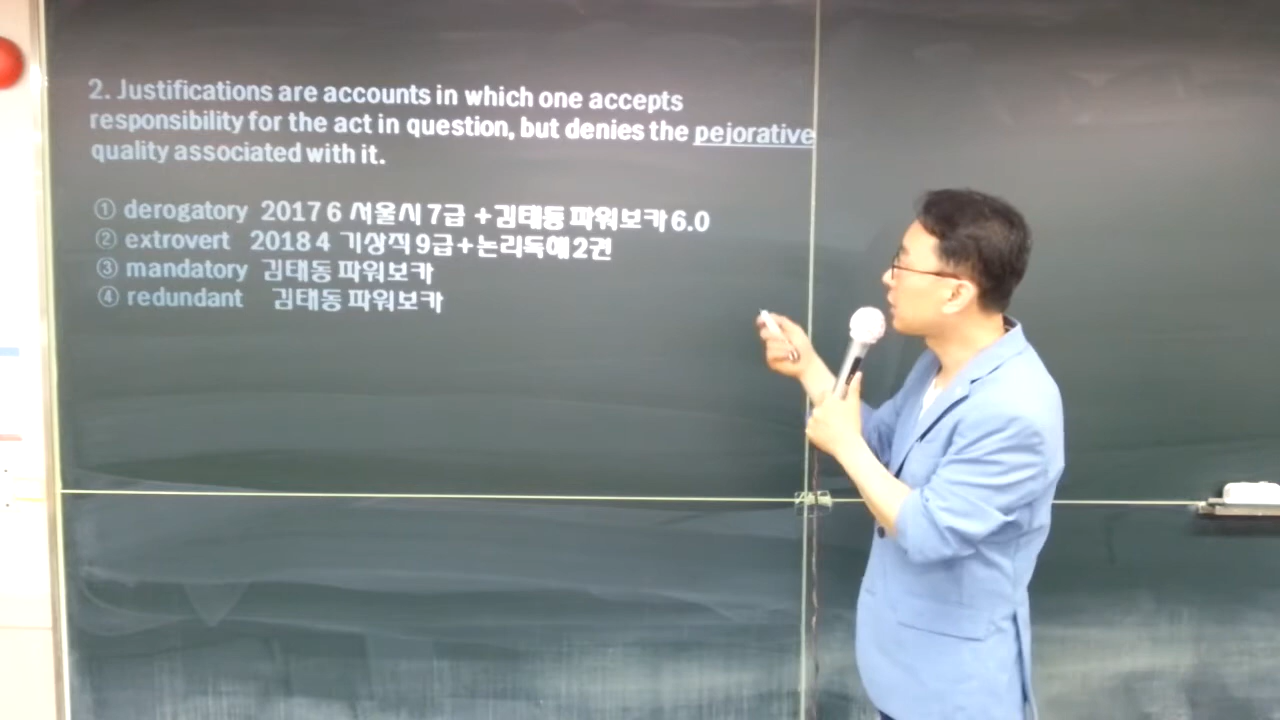 2. Justifications are accounts in which one accepts
responsibility for the act in question, but denies the pejorative
quality associated with it.
① derogatory 2017 6 서울시 7급 +김태동 파워보카 6.0
② extrovert 2018 4 기상직 9급+논리독해 2권
③ mandatory 김태동 파워보카
④ redundant 김태동 파워보카